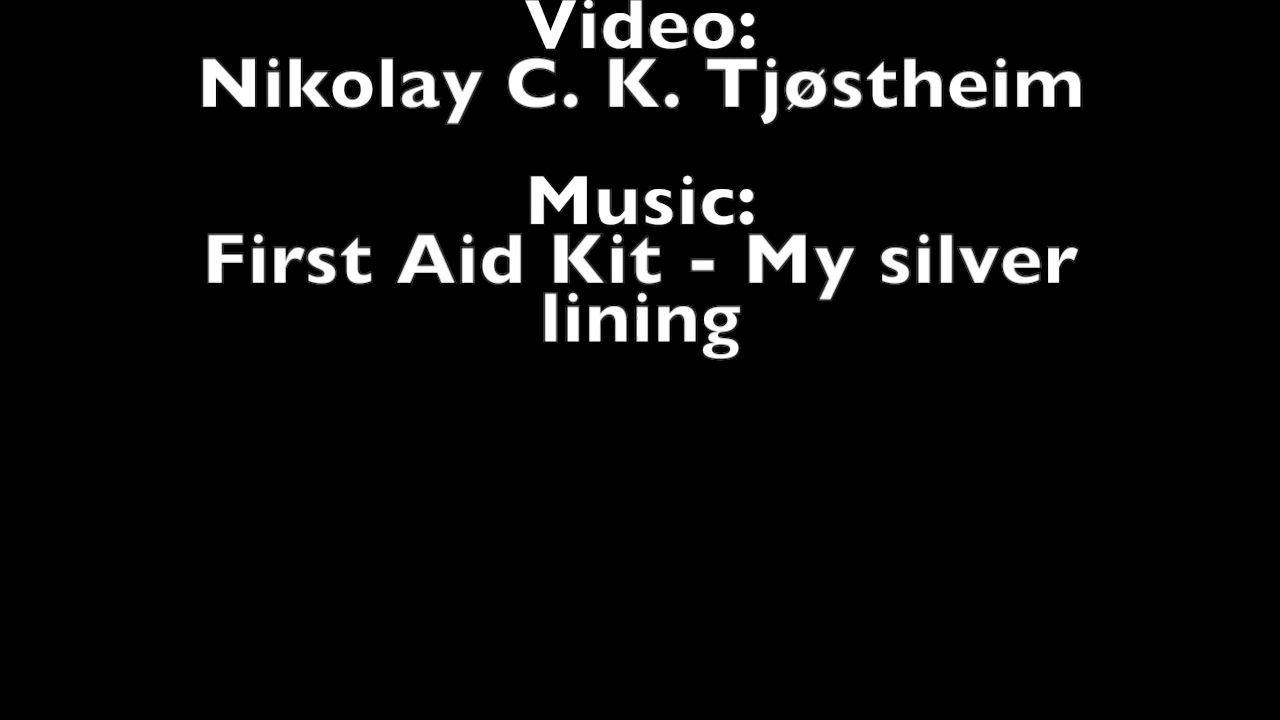 Video:
Nikolay C. K. Tjøstheim
Music:
First Aid Kit - My silver
lining